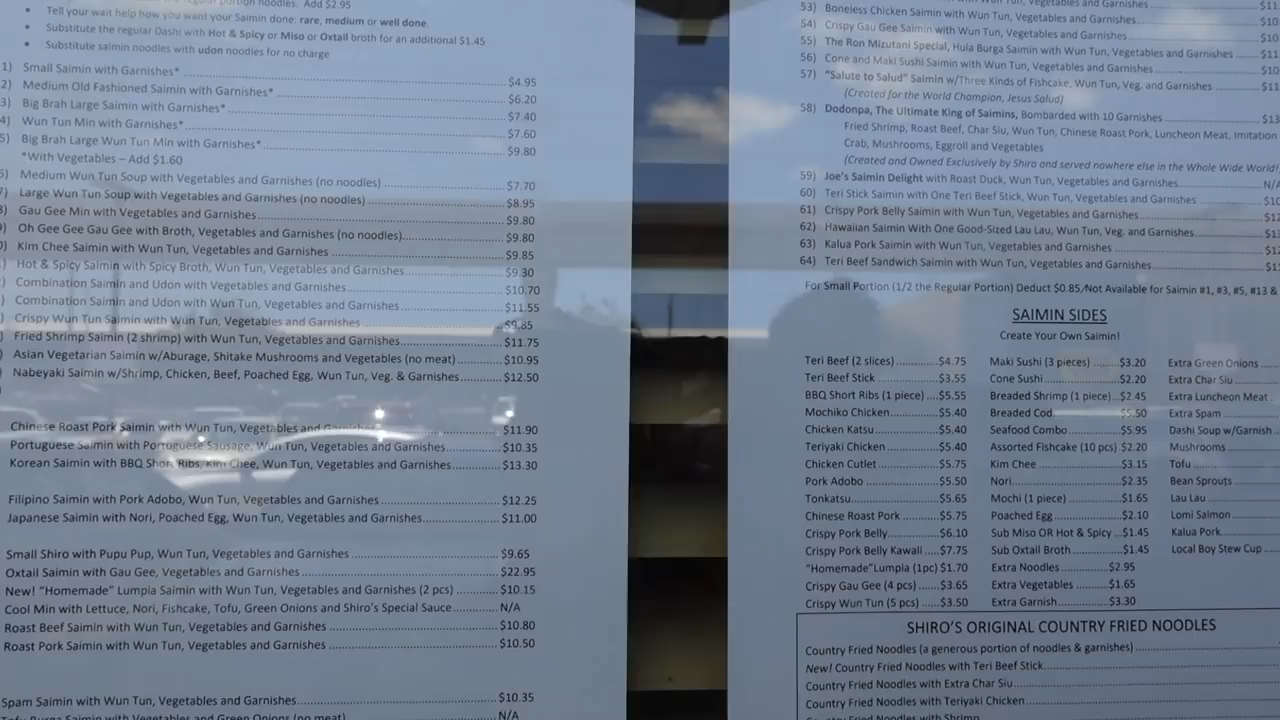 portion noodles. Add $2.95
• Tell your wait help how you want your Saimin done: rare, medium or well done.
• Substitute the regular Dashi with Hot & Spicy or Miso or Oxtail broth for an additional $1.45
• Substitute saimin noodles with udon noodles for no charge
1) Small Saimin with Garnishes* $4.95
2) Medium Old Fashioned Saimin with Garnishes* $6.20
3) Big Brah Large Saimin with Garnishes* $7.40
4) Wun Tun Min with Garnishes* $7.60
5) Big Brah Large Wun Tun Min with Garnishes* $9.80
*With Vegetables – Add $1.60
6) Medium Wun Tun Soup with Vegetables and Garnishes (no noodles) $7.70
7) Large Wun Tun Soup with Vegetables and Garnishes (no noodles) $8.95
) Gau Gee Min with Vegetables and Garnishes $9.80
) Oh Gee Gee Gau Gee with Broth, Vegetables and Garnishes (no noodles) $9.80
) Kim Chee Saimin with Wun Tun, Vegetables and Garnishes $9.85
) Hot & Spicy Saimin with Spicy Broth, Wun Tun, Vegetables and Garnishes $9.30
) Combination Saimin and Udon with Vegetables and Garnishes $10.70
) Combination Saimin and Udon with Wun Tun, Vegetables and Garnishes $11.55
) Crispy Wun Tun Saimin with Wun Tun, Vegetables and Garnishes $9.85
) Fried Shrimp Saimin (2 shrimp) with Wun Tun, Vegetables and Garnishes $11.75
) Asian Vegetarian Saimin w/Aburage, Shitake Mushrooms and Vegetables (no meat) $10.95
) Nabeyaki Saimin w/Shrimp, Chicken, Beef, Poached Egg, Wun Tun, Veg. & Garnishes $12.50
Chinese Roast Pork Saimin with Wun Tun, Vegetables and Garnishes $11.90
Portuguese Saimin with Portuguese Sausage, Wun Tun, Vegetables and Garnishes $10.35
Korean Saimin with BBQ Short Ribs, Kim Chee, Wun Tun, Vegetables and Garnishes $13.30
Filipino Saimin with Pork Adobo, Wun Tun, Vegetables and Garnishes $12.25
Japanese Saimin with Nori, Poached Egg, Wun Tun, Vegetables and Garnishes $11.00
Small Shiro with Pupu Pup, Wun Tun, Vegetables and Garnishes $9.65
Oxtail Saimin with Gau Gee, Vegetables and Garnishes $22.95
New! "Homemade" Lumpia Saimin with Wun Tun, Vegetables and Garnishes (2 pcs) $10.15
Cool Min with Lettuce, Nori, Fishcake, Tofu, Green Onions and Shiro's Special Sauce N/A
Roast Beef Saimin with Wun Tun, Vegetables and Garnishes $10.80
Roast Pork Saimin with Wun Tun, Vegetables and Garnishes $10.50
Spam Saimin with Wun Tun, Vegetables and Garnishes $10.35
Saimin with Vegetables and Green Onions (no meat) N/A
with Wun Tun, Vegetables and Garnishes $11
53) Boneless Chicken Saimin with Wun Tun, Vegetables and Garnishes $10
54) Crispy Gau Gee Saimin with Wun Tun, Vegetables and Garnishes $10
55) The Ron Mizutani Special, Hula Burga Saimin with Wun Tun, Vegetables and Garnishes $11
56) Cone and Maki Sushi Saimin with Wun Tun, Vegetables and Garnishes $10
57) "Salute to Salud" Saimin w/Three Kinds of Fishcake, Wun Tun, Veg. and Garnishes $11
(Created for the World Champion, Jesus Salud)
58) Dodonpa, The Ultimate King of Saimins, Bombarded with 10 Garnishes $13
Fried Shrimp, Roast Beef, Char Siu, Wun Tun, Chinese Roast Pork, Luncheon Meat, Imitation
Crab, Mushrooms, Eggroll and Vegetables
(Created and Owned Exclusively by Shiro and served nowhere else in the Whole Wide World!
59) Joe's Saimin Delight with Roast Duck, Wun Tun, Vegetables and Garnishes N/
60) Teri Stick Saimin with One Teri Beef Stick, Wun Tun, Vegetables and Garnishes $10
61) Crispy Pork Belly Saimin with Wun Tun, Vegetables and Garnishes
62) Hawaiian Saimin With One Good-Sized Lau Lau, Wun Tun, Veg. and Garnishes
63) Kalua Pork Saimin with Wun Tun, Vegetables and Garnishes
64) Teri Beef Sandwich Saimin with Wun Tun, Vegetables and Garnishes
For Small Portion (1/2 the Regular Portion) Deduct $0.85/Not Available for Saimin #1, #3, #5, #13 &
SAIMIN SIDES
Create Your Own Saimin!
Teri Beef (2 slices) $4.75 Maki Sushi (3 pieces) $3.20 Extra Green Onions
Teri Beef Stick $3.55 Cone Sushi $2.20 Extra Char Siu
BBQ Short Ribs (1 piece) $5.55 Breaded Shrimp (1 piece) $2.45 Extra Luncheon Meat
Mochiko Chicken $5.40 Breaded Cod $5.50 Extra Spam
Chicken Katsu $5.40 Seafood Combo $5.95 Dashi Soup w/Garnish
Teriyaki Chicken $5.40 Assorted Fishcake (10 pcs) $2.20 Mushrooms
Chicken Cutlet $5.75 Kim Chee $3.15 Tofu
Pork Adobo $5.50 Nori $2.35 Bean Sprouts
Tonkatsu $5.65 Mochi (1 piece) $1.65 Lau Lau
Chinese Roast Pork $5.75 Poached Egg $2.10 Lomi Salmon
Crispy Pork Belly $6.10 Sub Miso OR Hot & Spicy $1.45 Kalua Pork
Crispy Pork Belly Kawali $7.75 Sub Oxtail Broth $1.45 Local Boy Stew Cup
"Homemade"Lumpia (1pc) $1.70 Extra Noodles $2.95
Crispy Gau Gee (4 pcs) $3.65 Extra Vegetables $1.65
Crispy Wun Tun (5 pcs) $3.50 Extra Garnish $3.30
SHIRO'S ORIGINAL COUNTRY FRIED NOODLES
Country Fried Noodles (a generous portion of noodles & garnishes)
New! Country Fried Noodles with Teri Beef Stick
Country Fried Noodles with Extra Char Siu
Country Fried Noodles with Teriyaki Chicken
Country Fried Noodles with Shrimp